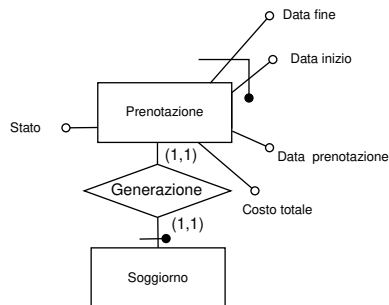 Data fine
Data inizio
Prenotazione
Stato
(1,1)
Data prenotazione
Generazione
Costo totale
(1,1)
Soggiorno